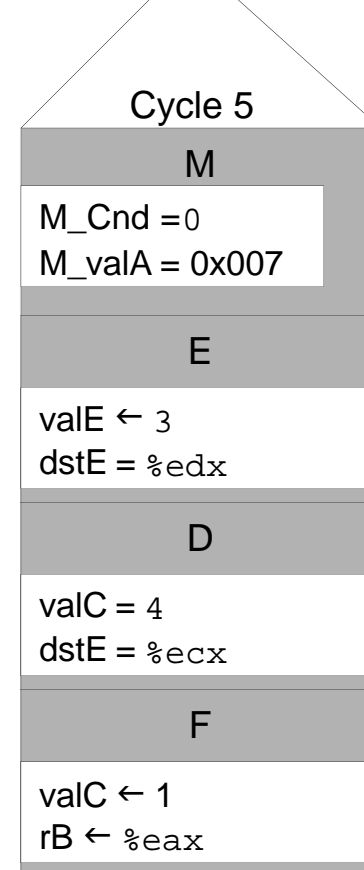 Cycle 5
M
M_Cnd =0
M_valA = 0x007
E
valE ← 3
dstE = %edx
D
valC = 4
dstE = %ecx
F
valC ← 1
rB ← %eax